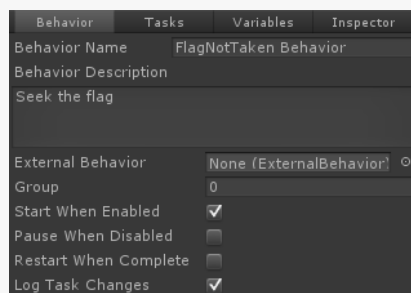 Behavior Tasks Variables Inspector
Behavior Name FlagNotTaken Behavior
Behavior Description
Seek the flag
External Behavior None (ExternalBehavior)
Group 0
Start When Enabled
Pause When Disabled
Restart When Complete
Log Task Changes